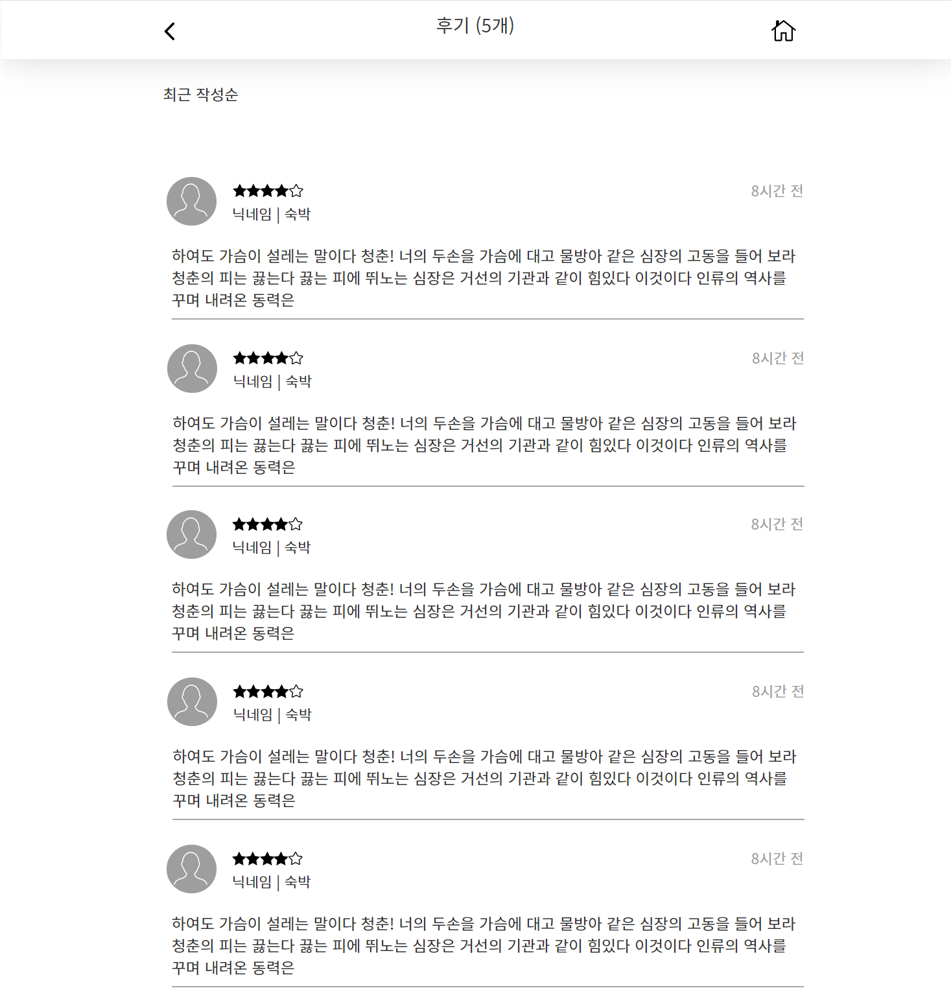 후기 (5개)
최근 작성순
8시간 전
닉네임 | 숙박
하여도 가슴이 설레는 말이다 청춘! 너의 두손을 가슴에 대고 물방아 같은 심장의 고동을 들어 보라
청춘의 피는 끓는다 끓는 피에 뛰노는 심장은 거선의 기관과 같이 힘있다 이것이다 인류의 역사를
꾸며 내려온 동력은
8시간 전
닉네임 | 숙박
하여도 가슴이 설레는 말이다 청춘! 너의 두손을 가슴에 대고 물방아 같은 심장의 고동을 들어 보라
청춘의 피는 끓는다 끓는 피에 뛰노는 심장은 거선의 기관과 같이 힘있다 이것이다 인류의 역사를
꾸며 내려온 동력은
8시간 전
닉네임 | 숙박
하여도 가슴이 설레는 말이다 청춘! 너의 두손을 가슴에 대고 물방아 같은 심장의 고동을 들어 보라
청춘의 피는 끓는다 끓는 피에 뛰노는 심장은 거선의 기관과 같이 힘있다 이것이다 인류의 역사를
꾸며 내려온 동력은
8시간 전
닉네임 | 숙박
하여도 가슴이 설레는 말이다 청춘! 너의 두손을 가슴에 대고 물방아 같은 심장의 고동을 들어 보라
청춘의 피는 끓는다 끓는 피에 뛰노는 심장은 거선의 기관과 같이 힘있다 이것이다 인류의 역사를
꾸며 내려온 동력은
8시간 전
닉네임 | 숙박
하여도 가슴이 설레는 말이다 청춘! 너의 두손을 가슴에 대고 물방아 같은 심장의 고동을 들어 보라
청춘의 피는 끓는다 끓는 피에 뛰노는 심장은 거선의 기관과 같이 힘있다 이것이다 인류의 역사를
꾸며 내려온 동력은